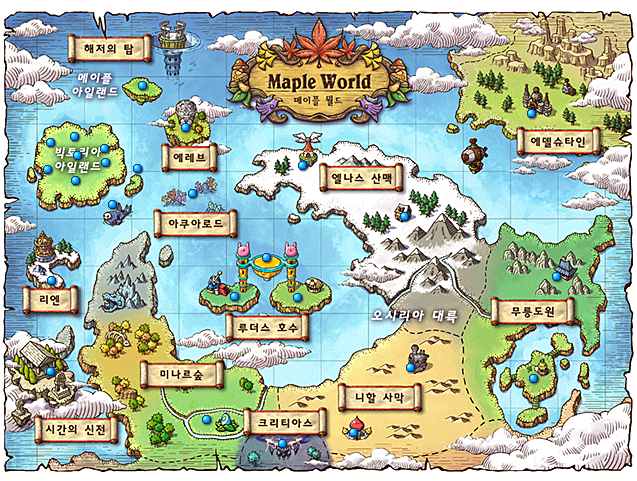 해저의 탑
Maple World
메이플 월드
메이플
아일랜드
에델슈타인
빅토리아
아일랜드
에레브
엘나스 산맥
아쿠아로드
리엔
루더스 호수
오시리아 대륙
무릉도원
미나르숲
니할 사막
시간의 신전
크리티아스